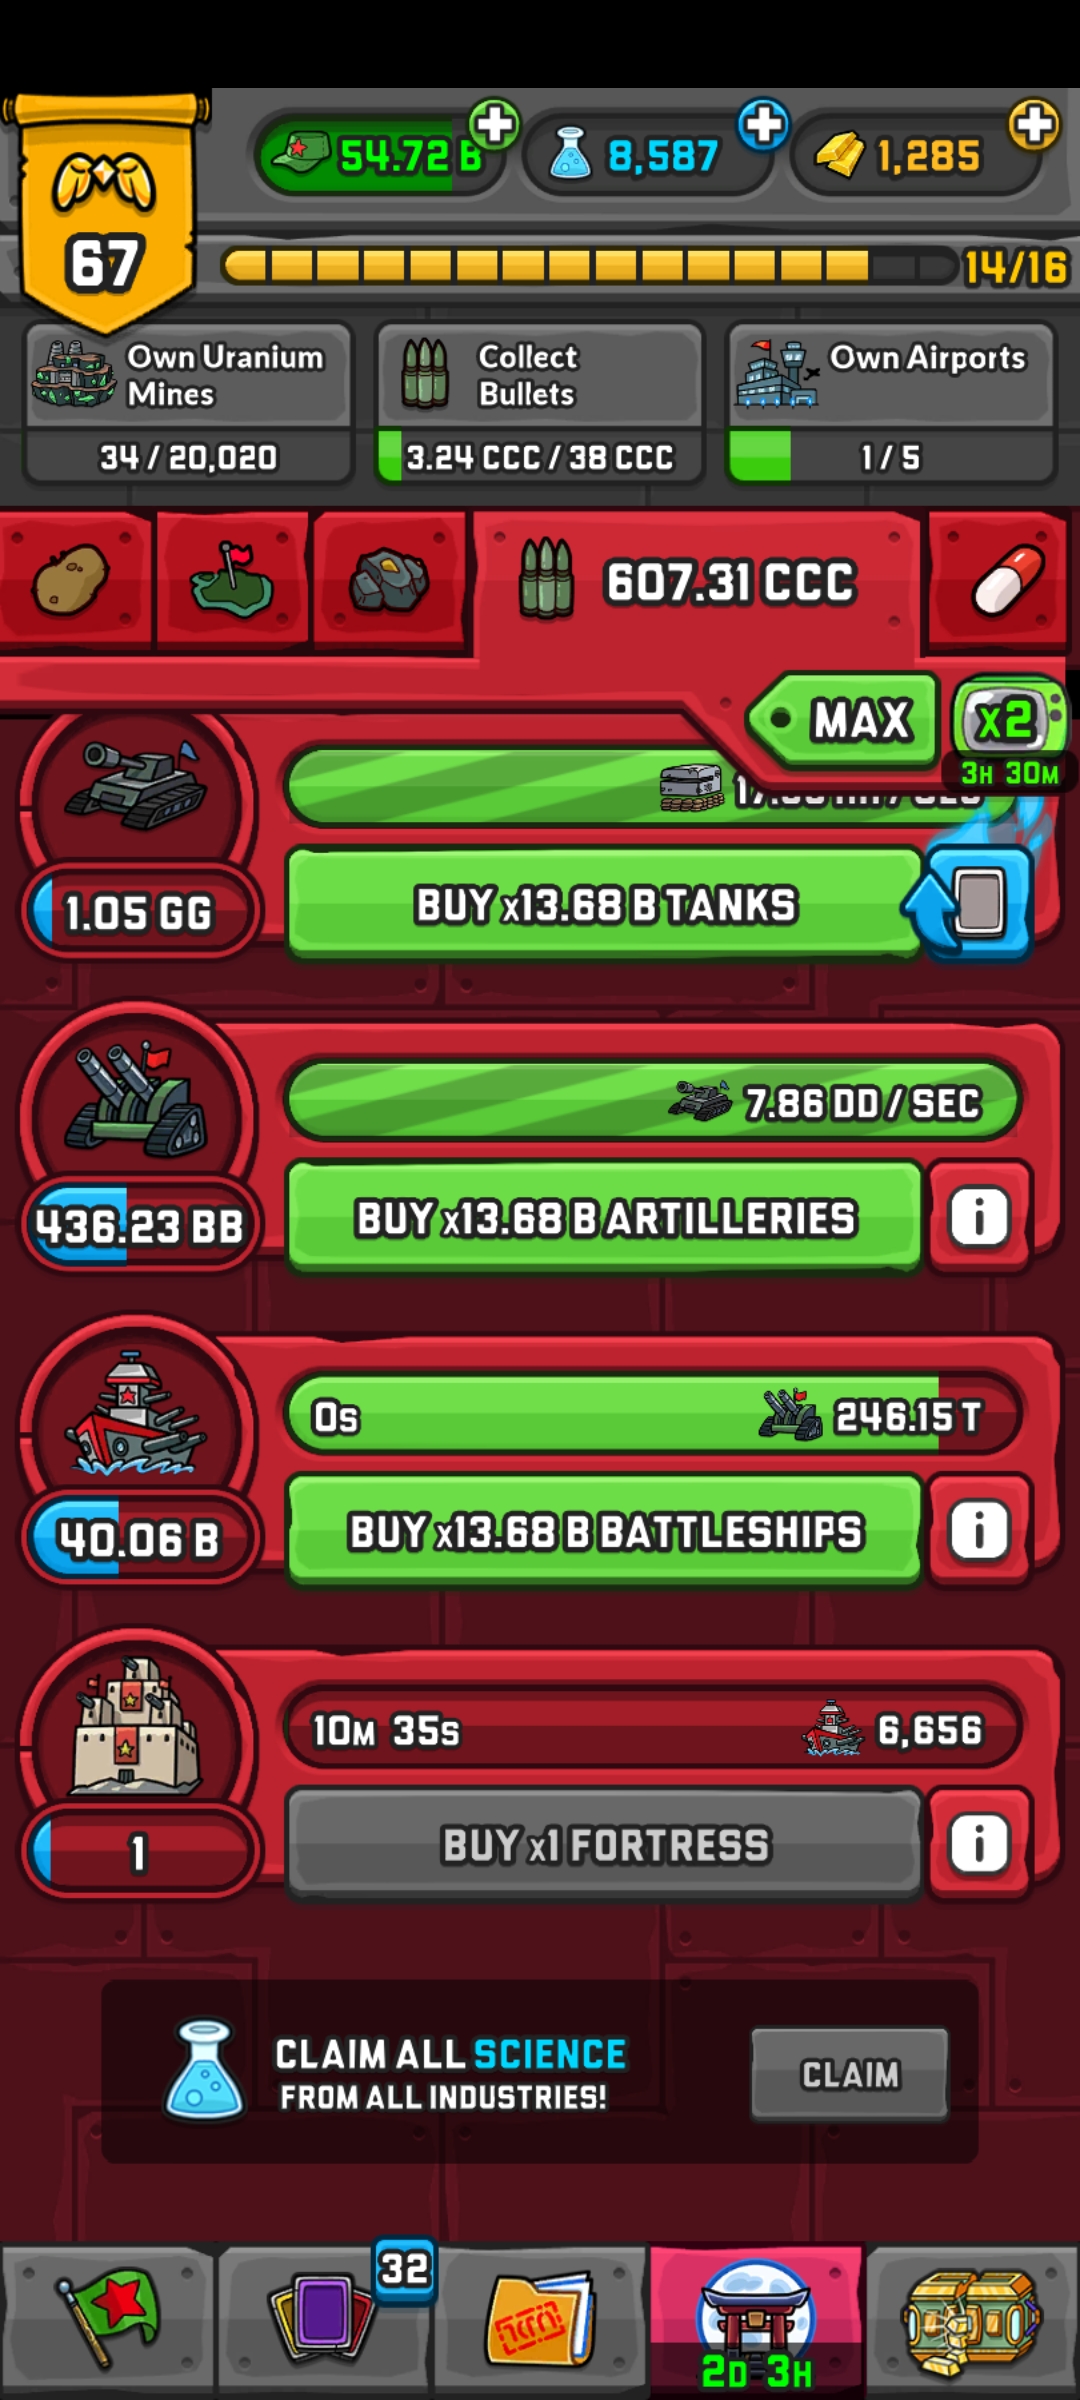 54.72 B
8,587
1,285
67
14/16
Own Uranium
Mines
34 / 20,020
Collect
Bullets
3.24 CCC / 38 CCC
Own Airports
1 / 5
607.31 CCC
MAX
x2
3H 30M
1.05 GG
BUY x13.68 B TANKS
7.86 DD / SEC
436.23 BB
BUY x13.68 B ARTILLERIES
i
0s
246.15 T
40.06 B
BUY x13.68 B BATTLESHIPS
i
10M 35s
6,656
1
BUY x1 FORTRESS
i
CLAIM ALL SCIENCE
FROM ALL INDUSTRIES!
CLAIM
32
2D 3H